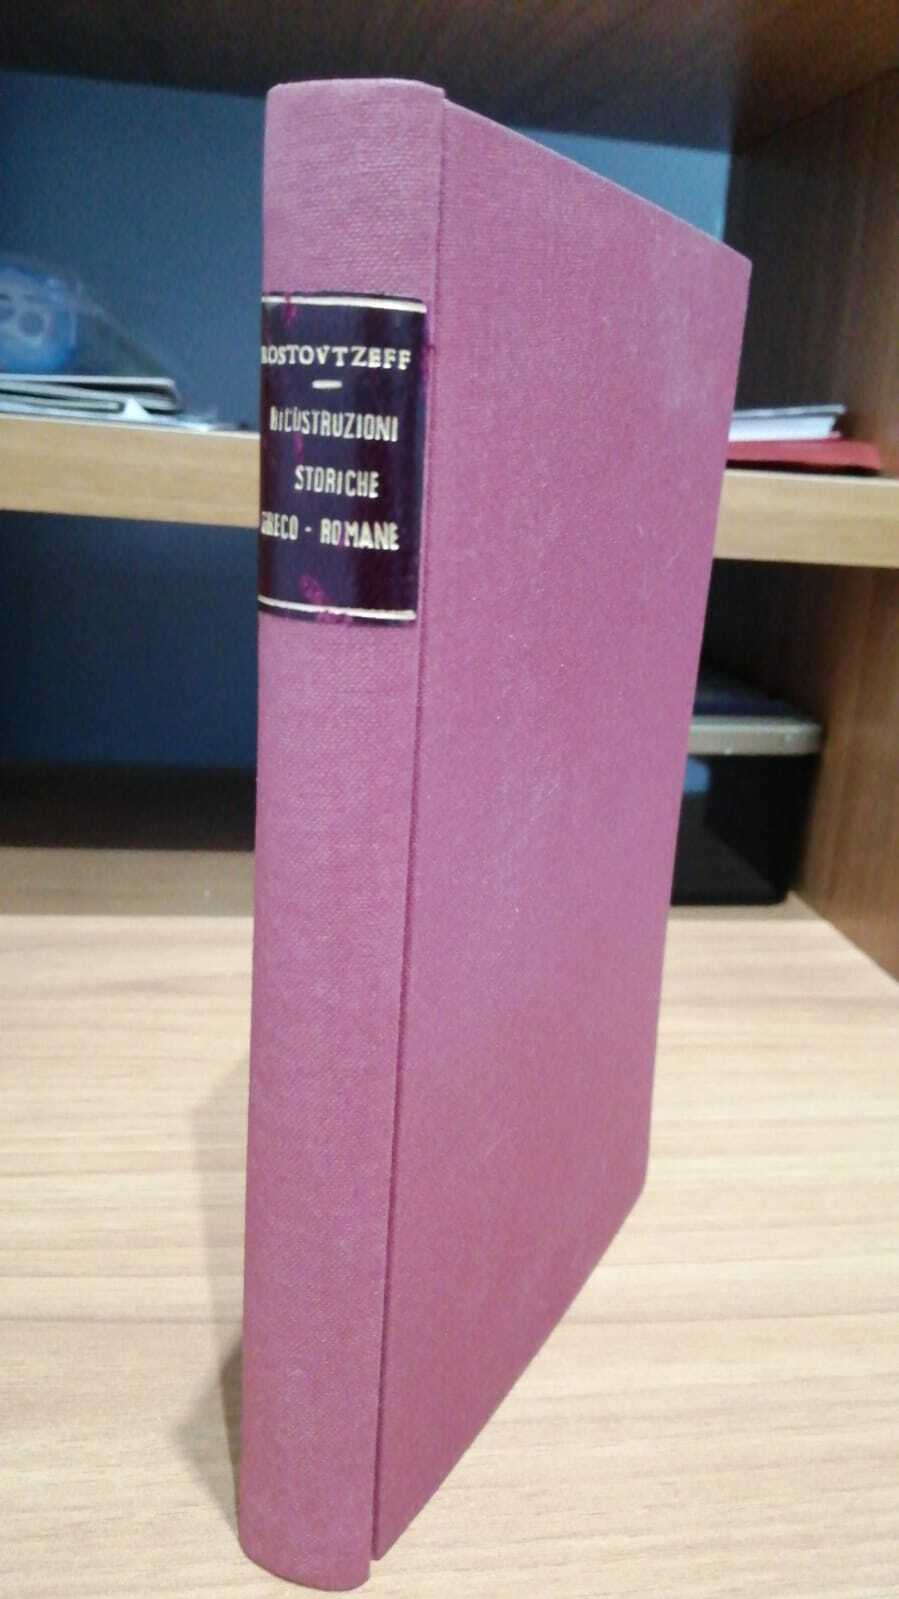 ROSTOVTZEFF
RICOSTRUZIONI
STORICHE
GRECO - ROMANE